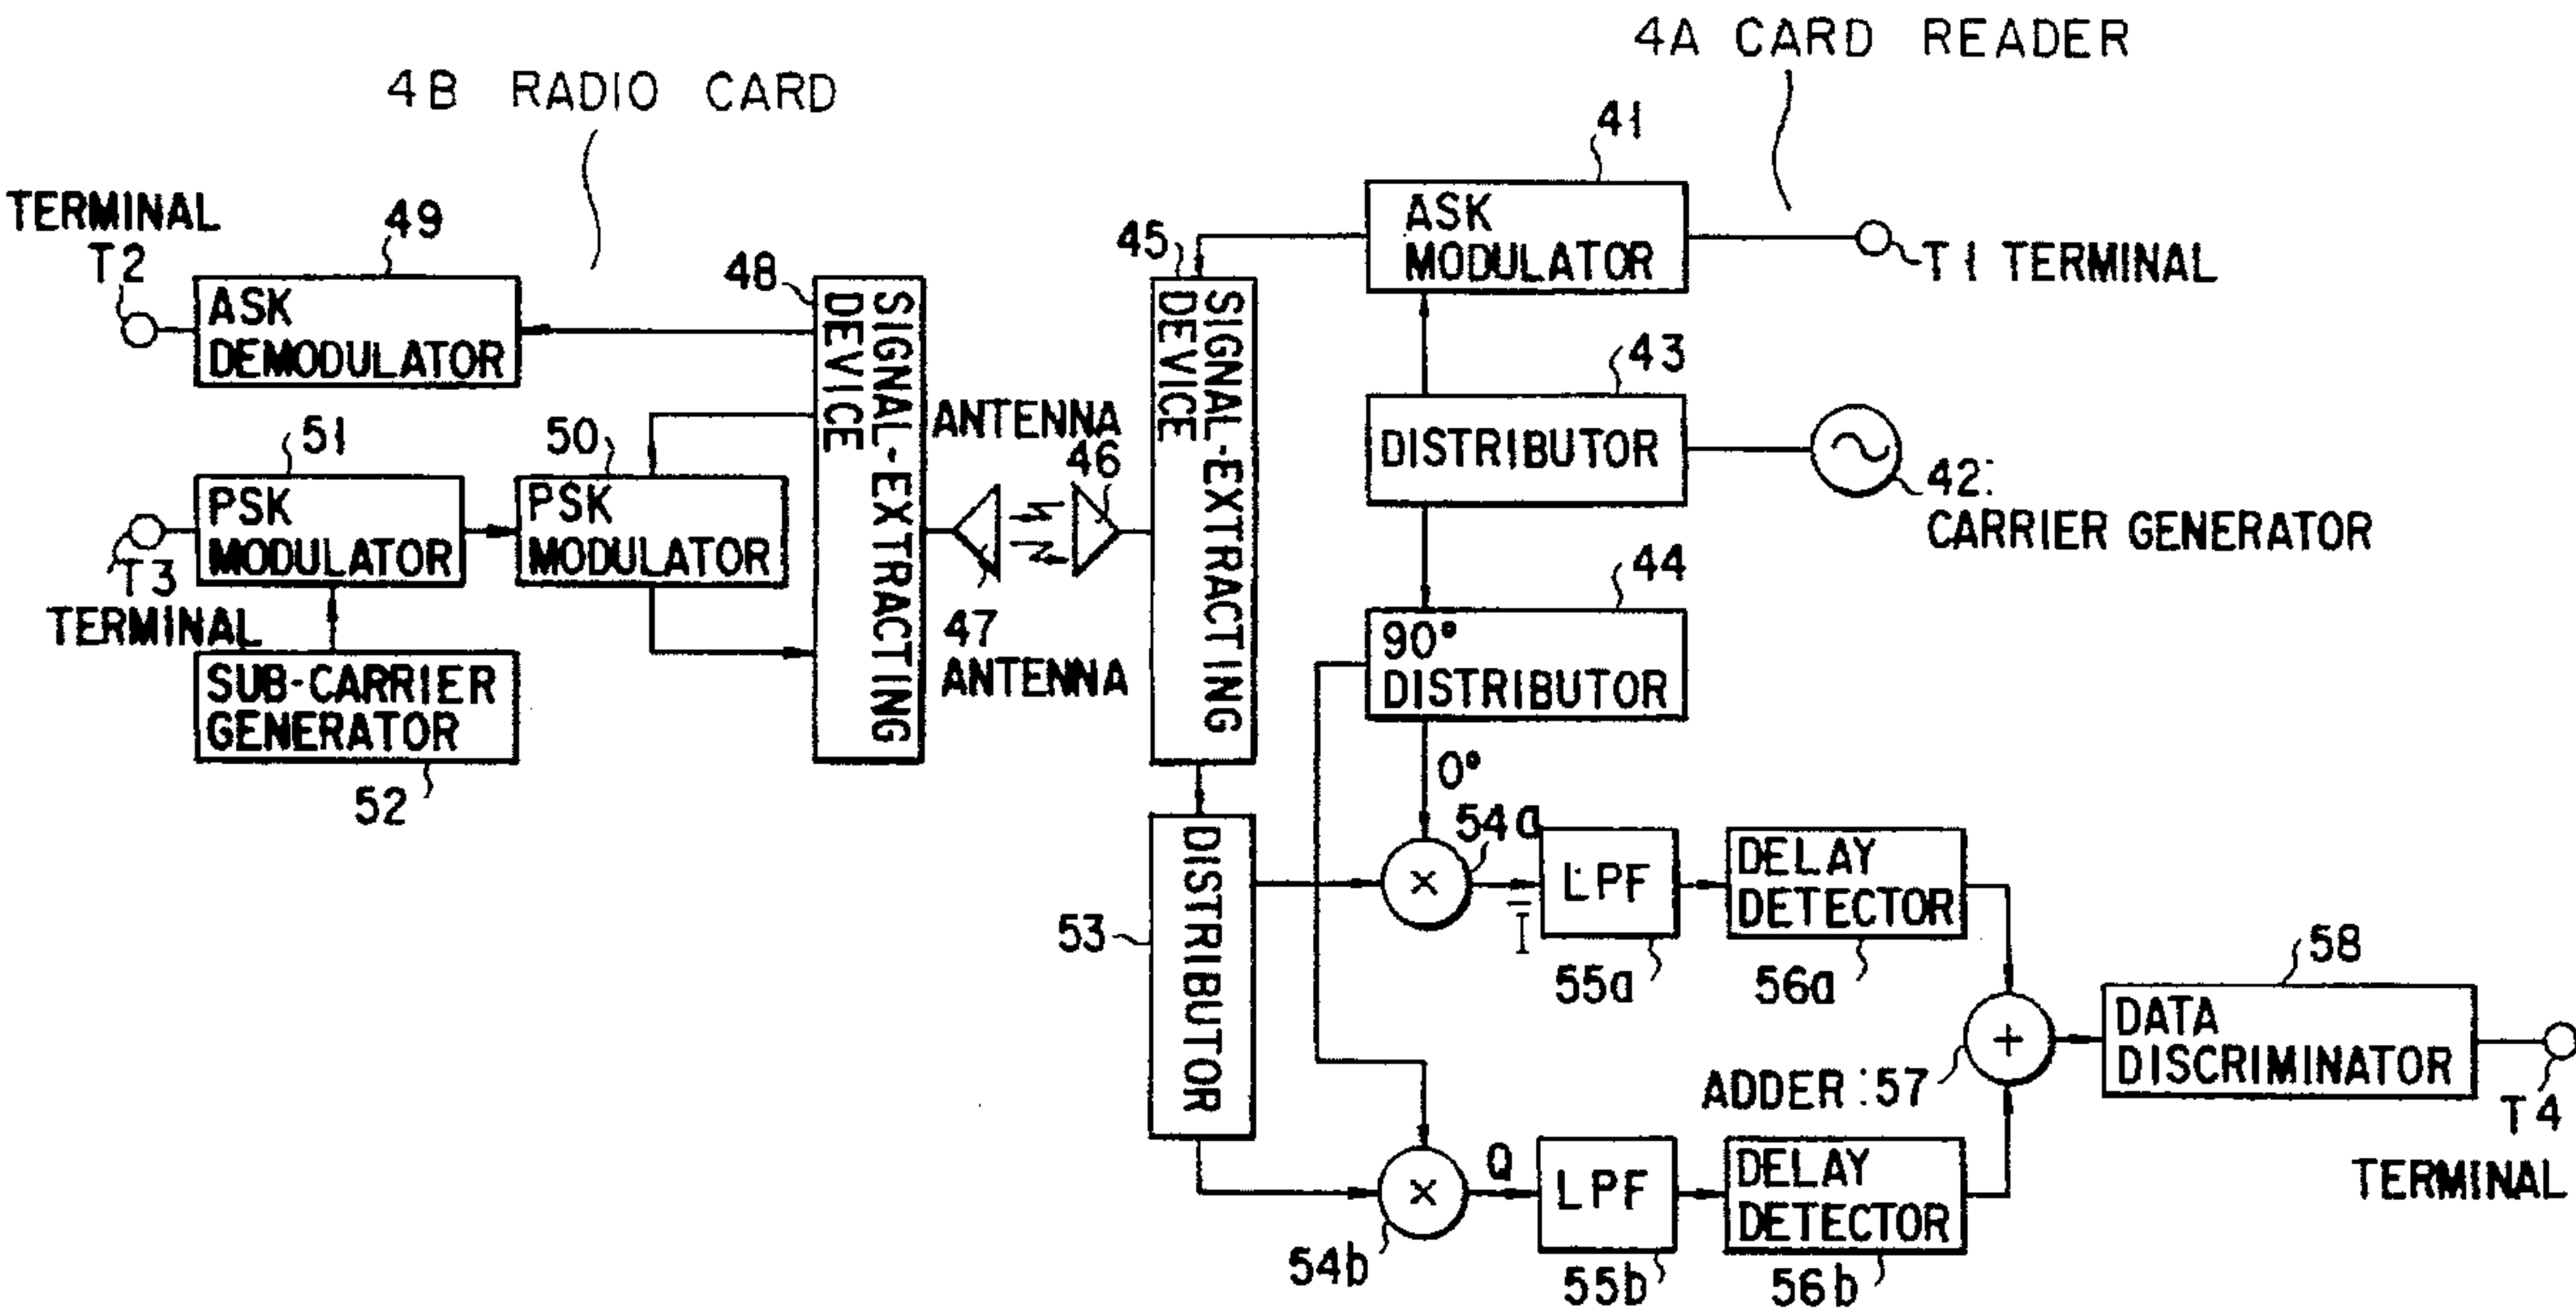 4A CARD READER
4B RADIO CARD
41
TERMINAL
T2
49
48
45
ASK
MODULATOR
T1 TERMINAL
ASK
DEMODULATOR
SIGNAL-EXTRACTING
DEVICE
SIGNAL-EXTRACTING
DEVICE
43
51
50
ANTENNA
46
DISTRIBUTOR
42:
CARRIER GENERATOR
PSK
MODULATOR
PSK
MODULATOR
T3
TERMINAL
47
ANTENNA
44
90°
DISTRIBUTOR
SUB-CARRIER
GENERATOR
52
0°
54a
×
I
LPF
55a
DELAY
DETECTOR
56a
53
DISTRIBUTOR
58
+
DATA
DISCRIMINATOR
ADDER :57
T4
TERMINAL
×
Q
54b
LPF
55b
DELAY
DETECTOR
56b